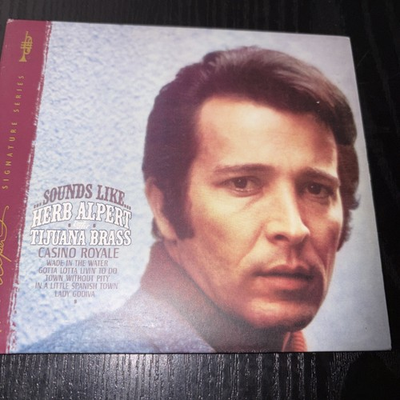 SIGNATURE SERIES
...SOUNDS LIKE...
HERB ALPERT
TIJUANA BRASS
CASINO ROYALE
WADE IN THE WATER
GOTTA LOTTA LIVIN' TO DO
TOWN WITHOUT PITY
IN A LITTLE SPANISH TOWN
LADY GODIVA